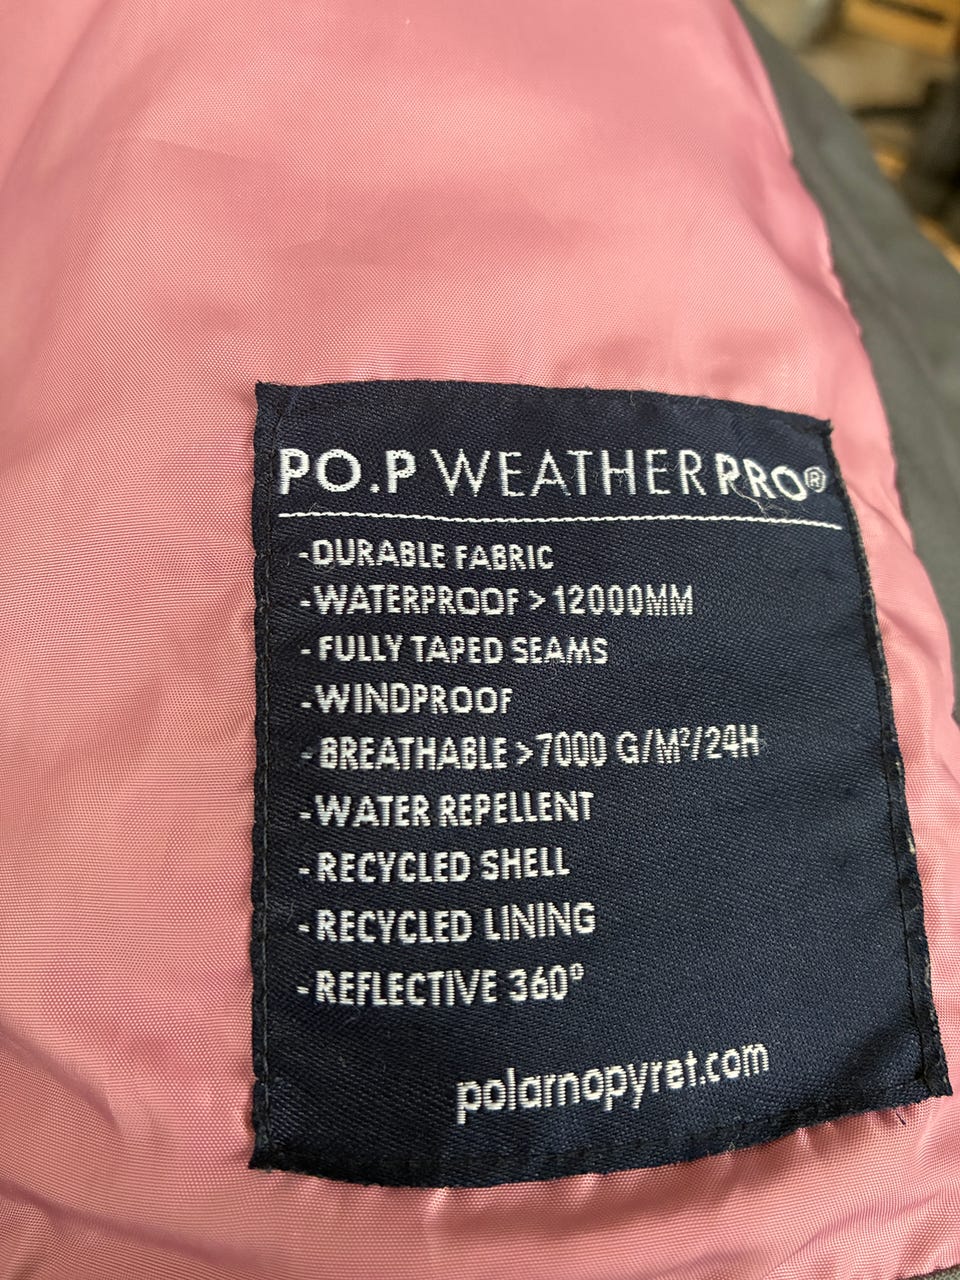 PO.P WEATHERPRO®
-DURABLE FABRIC
-WATERPROOF > 12000MM
- FULLY TAPED SEAMS
-WINDPROOF
-BREATHABLE >7000 G/M²/24H
-WATER REPELLENT
-RECYCLED SHELL
-RECYCLED LINING
-REFLECTIVE 360º
polarnopyret.com